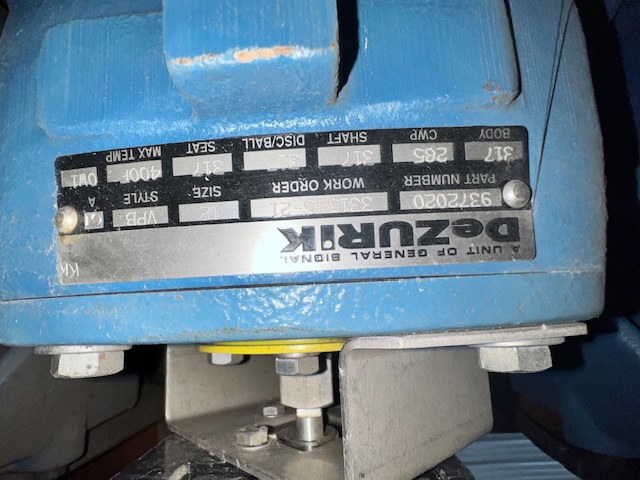 DeZURIK
A UNIT OF GENERAL SIGNAL
9372020 12 VPB
PART NUMBER WORK ORDER SIZE STYLE A
317 285 317 317 400F
BODY CWP SHAFT DISC/BALL SEAT MAX TEMP